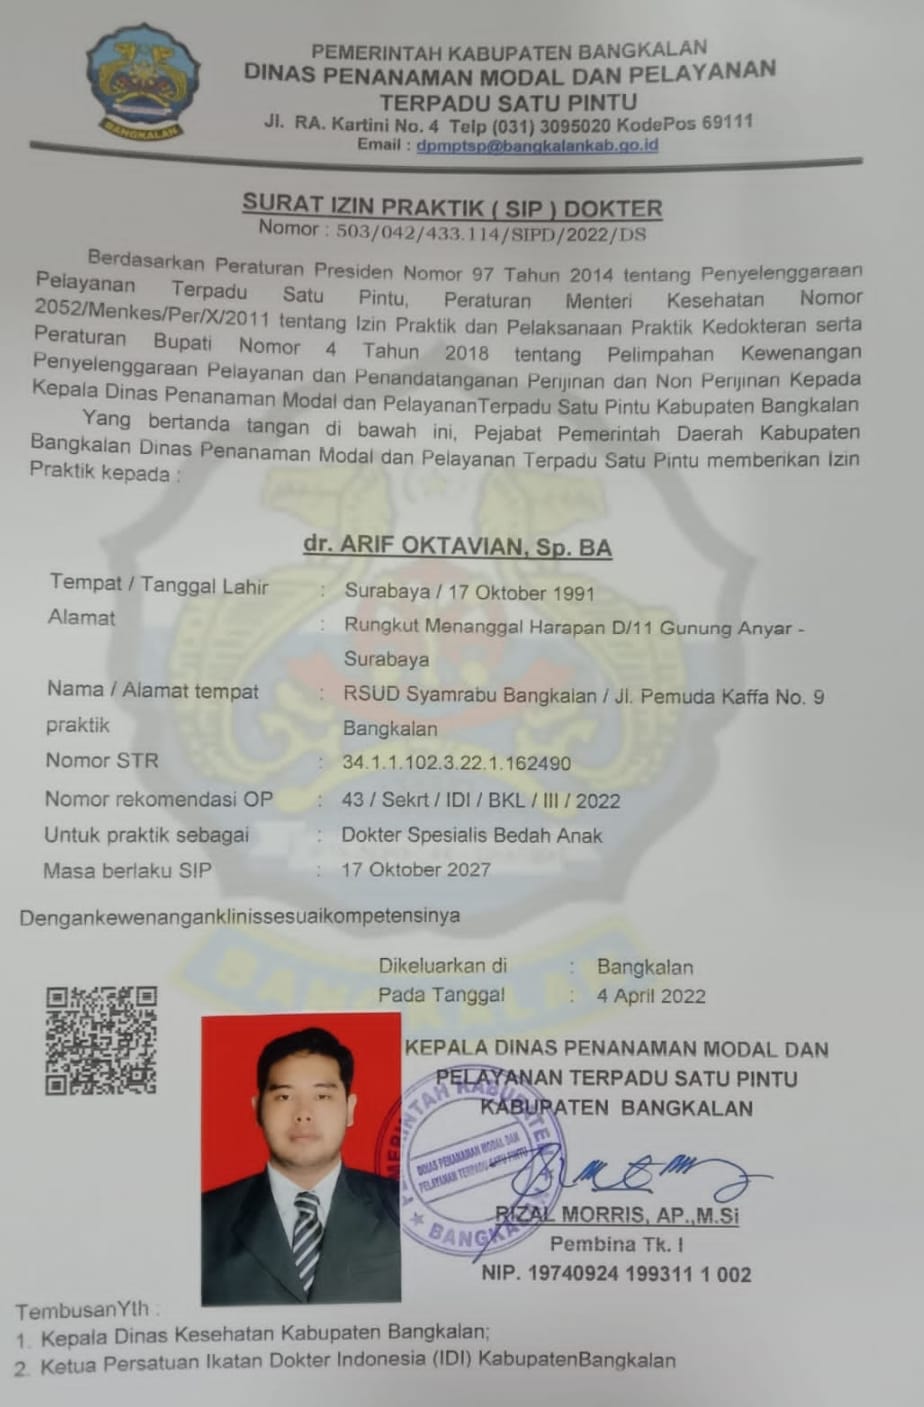 BANGKALAN
PEMERINTAH KABUPATEN BANGKALAN
DINAS PENANAMAN MODAL DAN PELAYANAN
TERPADU SATU PINTU
Jl. RA. Kartini No. 4 Telp (031) 3095020 KodePos 69111
Email : dpmptsp@bangkalankab.go.id
SURAT IZIN PRAKTIK ( SIP ) DOKTER
Nomor : 503/042/433.114/SIPD/2022/DS
Berdasarkan Peraturan Presiden Nomor 97 Tahun 2014 tentang Penyelenggaraan
Pelayanan Terpadu Satu Pintu, Peraturan Menteri Kesehatan Nomor
2052/Menkes/Per/X/2011 tentang Izin Praktik dan Pelaksanaan Praktik Kedokteran serta
Peraturan Bupati Nomor 4 Tahun 2018 tentang Pelimpahan Kewenangan
Penyelenggaraan Pelayanan dan Penandatanganan Perijinan dan Non Perijinan Kepada
Kepala Dinas Penanaman Modal dan PelayananTerpadu Satu Pintu Kabupaten Bangkalan
Yang bertanda tangan di bawah ini, Pejabat Pemerintah Daerah Kabupaten
Bangkalan Dinas Penanaman Modal dan Pelayanan Terpadu Satu Pintu memberikan Izin
Praktik kepada :
dr. ARIF OKTAVIAN, Sp. BA
Tempat / Tanggal Lahir : Surabaya / 17 Oktober 1991
Alamat : Rungkut Menanggal Harapan D/11 Gunung Anyar -
Surabaya
Nama / Alamat tempat : RSUD Syamrabu Bangkalan / Jl. Pemuda Kaffa No. 9
praktik Bangkalan
Nomor STR : 34.1.1.102.3.22.1.162490
Nomor rekomendasi OP : 43 / Sekrt / IDI / BKL / III / 2022
Untuk praktik sebagai : Dokter Spesialis Bedah Anak
Masa berlaku SIP : 17 Oktober 2027
Dengankewenanganklinissesuaikompetensinya
Dikeluarkan di : Bangkalan
Pada Tanggal : 4 April 2022
KEPALA DINAS PENANAMAN MODAL DAN
PELAYANAN TERPADU SATU PINTU
KABUPATEN BANGKALAN
PEMERINTAH KABUPATEN
DINAS PENANAMAN MODAL DAN
PELAYANAN TERPADU SATU PINTU
BANGKALAN
RIZAL MORRIS, AP.,M.Si
Pembina Tk. I
NIP. 19740924 199311 1 002
TembusanYth :
1. Kepala Dinas Kesehatan Kabupaten Bangkalan;
2. Ketua Persatuan Ikatan Dokter Indonesia (IDI) KabupatenBangkalan